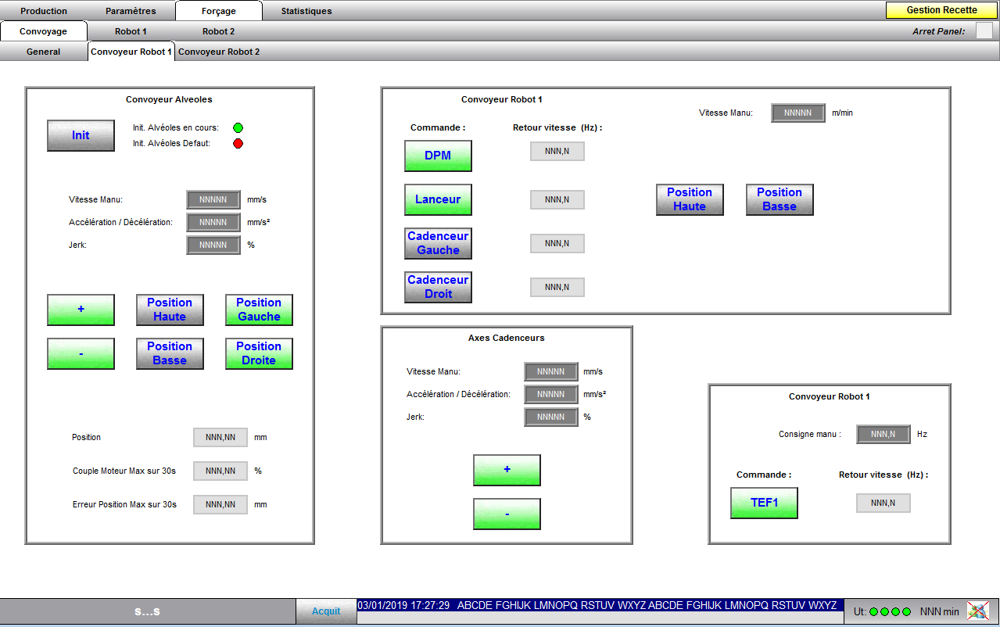 Production Paramètres Forçage Statistiques Gestion Recette
Convoyage Robot 1 Robot 2 Arret Panel:
General Convoyeur Robot 1 Convoyeur Robot 2
Convoyeur Alveoles
Init
Init. Alvéoles en cours:
Init. Alvéoles Defaut:
Vitesse Manu: NNNNN mm/s
Accélération / Décélération: NNNNN mm/s²
Jerk: NNNNN %
+ Position Haute Position Gauche
- Position Basse Position Droite
Position NNN,NN mm
Couple Moteur Max sur 30s NNN,NN %
Erreur Position Max sur 30s NNN,NN mm
Convoyeur Robot 1
Vitesse Manu: NNNNN m/min
Commande : Retour vitesse (Hz) :
DPM NNN,N
Lanceur NNN,N
Position Haute Position Basse
Cadenceur Gauche NNN,N
Cadenceur Droit NNN,N
Axes Cadenceurs
Vitesse Manu: NNNNN mm/s
Accélération / Décélération: NNNNN mm/s²
Jerk: NNNNN %
+
-
Convoyeur Robot 1
Consigne manu : NNN,N Hz
Commande : Retour vitesse (Hz) :
TEF1 NNN,N
s...s Acquit 03/01/2019 17:27:29 ABCDE FGHIJK LMNOPQ RSTUV WXYZ ABCDE FGHIJK LMNOPQ RSTUV WXYZ Ut: NNN min